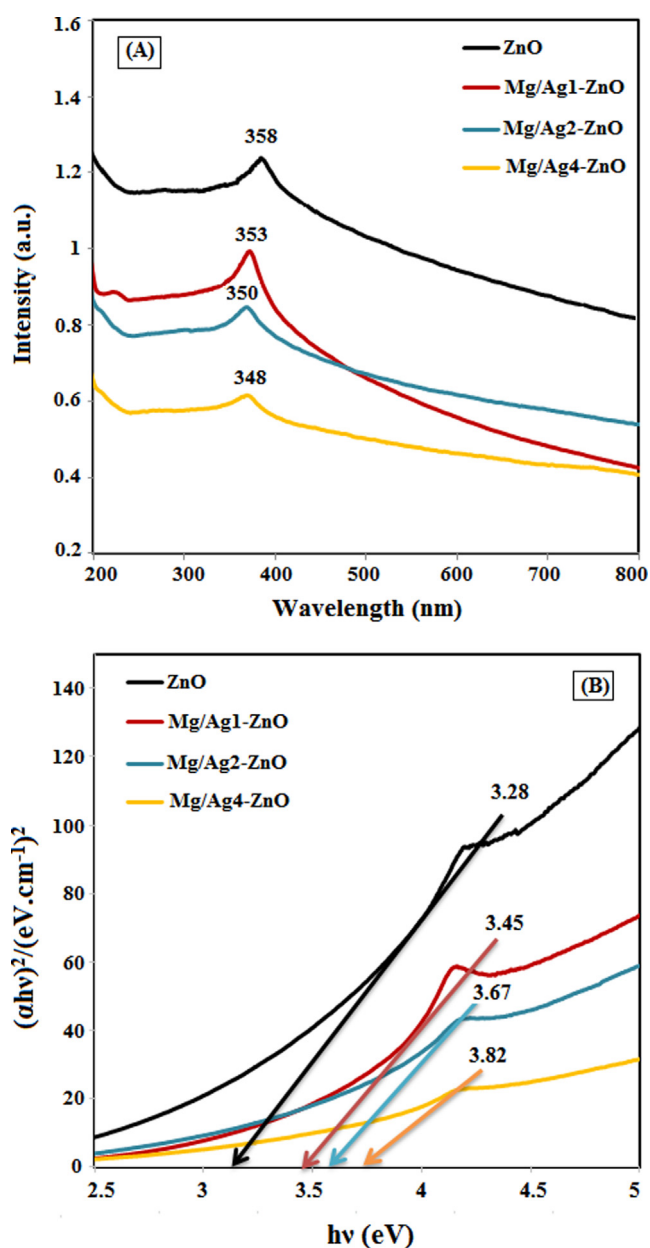 (A)
ZnO
Mg/Ag1-ZnO
Mg/Ag2-ZnO
Mg/Ag4-ZnO
1.6
1.4
1.2
1
0.8
0.6
0.4
0.2
358
353
350
348
200 300 400 500 600 700 800
Intensity (a.u.)
Wavelength (nm)
(B)
ZnO
Mg/Ag1-ZnO
Mg/Ag2-ZnO
Mg/Ag4-ZnO
140
120
100
80
60
40
20
0
3.28
3.45
3.67
3.82
2.5 3 3.5 4 4.5 5
(αhν)²/(eV.cm⁻¹)²
hν (eV)